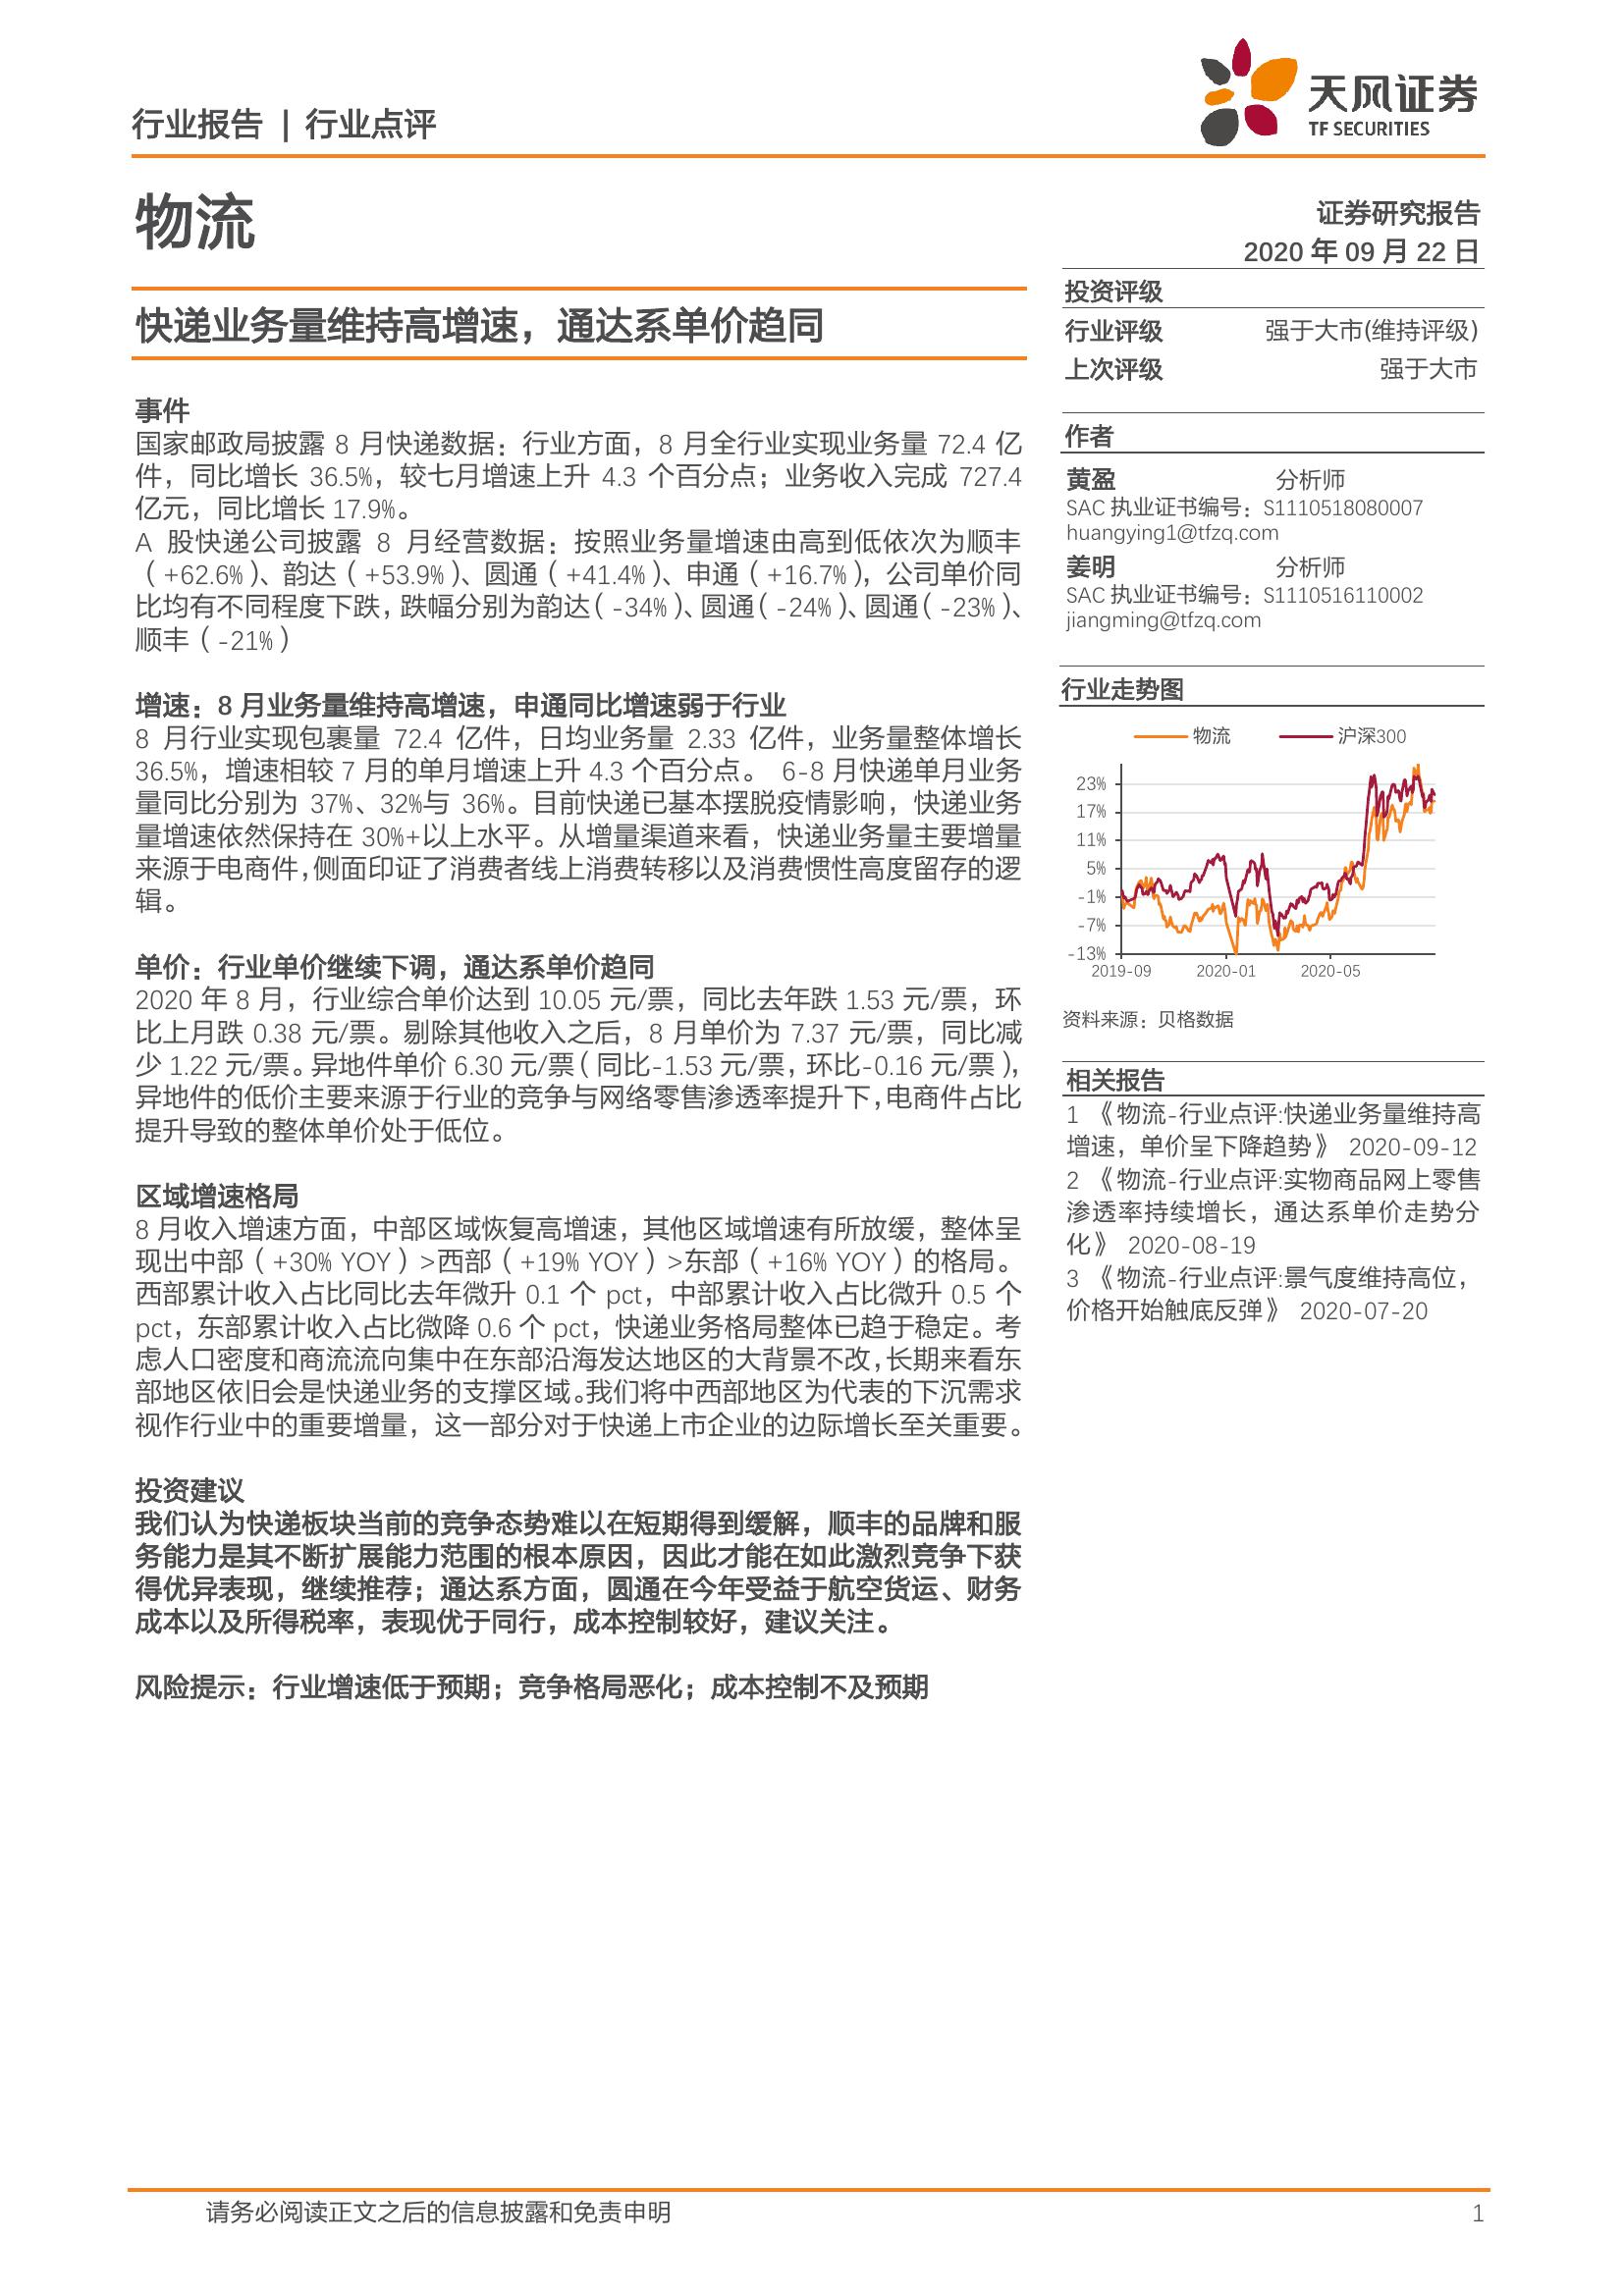 行业报告 | 行业点评
天风证券
TF SECURITIES
物流
证券研究报告
2020 年 09 月 22 日
快递业务量维持高增速，通达系单价趋同
事件
国家邮政局披露 8 月快递数据：行业方面，8 月全行业实现业务量 72.4 亿
件，同比增长 36.5%，较七月增速上升 4.3 个百分点；业务收入完成 727.4
亿元，同比增长 17.9%。
A 股快递公司披露 8 月经营数据：按照业务量增速由高到低依次为顺丰
（+62.6%）、韵达（+53.9%）、圆通（+41.4%）、申通（+16.7%），公司单价同
比均有不同程度下跌，跌幅分别为韵达（-34%）、圆通（-24%）、圆通（-23%）、
顺丰（-21%）
增速：8 月业务量维持高增速，申通同比增速弱于行业
8 月行业实现包裹量 72.4 亿件，日均业务量 2.33 亿件，业务量整体增长
36.5%，增速相较 7 月的单月增速上升 4.3 个百分点。 6-8 月快递单月业务
量同比分别为 37%、32%与 36%。目前快递已基本摆脱疫情影响，快递业务
量增速依然保持在 30%+以上水平。从增量渠道来看，快递业务量主要增量
来源于电商件，侧面印证了消费者线上消费转移以及消费惯性高度留存的逻
辑。
单价：行业单价继续下调，通达系单价趋同
2020 年 8 月，行业综合单价达到 10.05 元/票，同比去年跌 1.53 元/票，环
比上月跌 0.38 元/票。剔除其他收入之后，8 月单价为 7.37 元/票，同比减
少 1.22 元/票。异地件单价 6.30 元/票（同比-1.53 元/票，环比-0.16 元/票），
异地件的低价主要来源于行业的竞争与网络零售渗透率提升下，电商件占比
提升导致的整体单价处于低位。
区域增速格局
8 月收入增速方面，中部区域恢复高增速，其他区域增速有所放缓，整体呈
现出中部（+30% YOY）>西部（+19% YOY）>东部（+16% YOY）的格局。
西部累计收入占比同比去年微升 0.1 个 pct，中部累计收入占比微升 0.5 个
pct，东部累计收入占比微降 0.6 个 pct，快递业务格局整体已趋于稳定。考
虑人口密度和商流流向集中在东部沿海发达地区的大背景不改，长期来看东
部地区依旧会是快递业务的支撑区域。我们将中西部地区为代表的下沉需求
视作行业中的重要增量，这一部分对于快递上市企业的边际增长至关重要。
投资建议
我们认为快递板块当前的竞争态势难以在短期得到缓解，顺丰的品牌和服
务能力是其不断扩展能力范围的根本原因，因此才能在如此激烈竞争下获
得优异表现，继续推荐；通达系方面，圆通在今年受益于航空货运、财务
成本以及所得税率，表现优于同行，成本控制较好，建议关注。
风险提示：行业增速低于预期；竞争格局恶化；成本控制不及预期
投资评级
行业评级 强于大市(维持评级)
上次评级 强于大市
作者
黄盈 分析师
SAC 执业证书编号：S1110518080007
huangying1@tfzq.com
姜明 分析师
SAC 执业证书编号：S1110516110002
jiangming@tfzq.com
行业走势图
物流 沪深300
23%
17%
11%
5%
-1%
-7%
-13%
2019-09 2020-01 2020-05
资料来源：贝格数据
相关报告
1 《物流-行业点评:快递业务量维持高
增速，单价呈下降趋势》 2020-09-12
2 《物流-行业点评:实物商品网上零售
渗透率持续增长，通达系单价走势分
化》 2020-08-19
3 《物流-行业点评:景气度维持高位，
价格开始触底反弹》 2020-07-20
请务必阅读正文之后的信息披露和免责申明 1